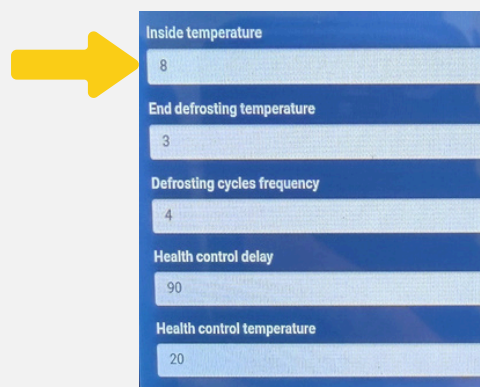 Inside temperature
8
End defrosting temperature
3
Defrosting cycles frequency
4
Health control delay
90
Health control temperature
20